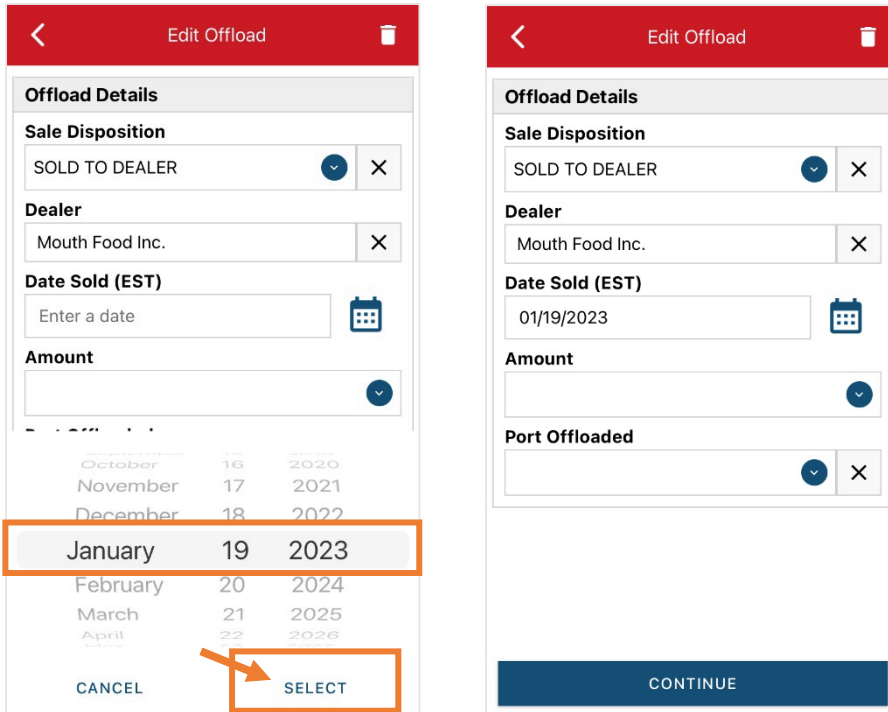 Edit Offload
Offload Details
Sale Disposition
SOLD TO DEALER
Dealer
Mouth Food Inc.
Date Sold (EST)
Enter a date
Amount
October 16 2020
November 17 2021
December 18 2022
January 19 2023
February 20 2024
March 21 2025
April 22 2026
CANCEL SELECT
Edit Offload
Offload Details
Sale Disposition
SOLD TO DEALER
Dealer
Mouth Food Inc.
Date Sold (EST)
01/19/2023
Amount
Port Offloaded
CONTINUE